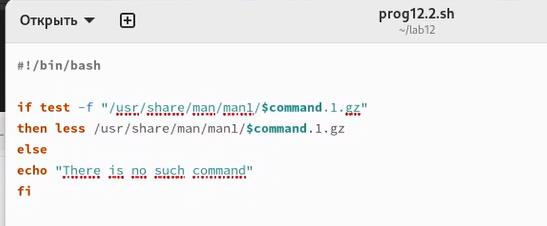 Открыть
prog12.2.sh
~/lab12
#!/bin/bash
if test -f "/usr/share/man/man1/$command.1.gz"
then less /usr/share/man/man1/$command.1.gz
else
echo "There is no such command"
fi